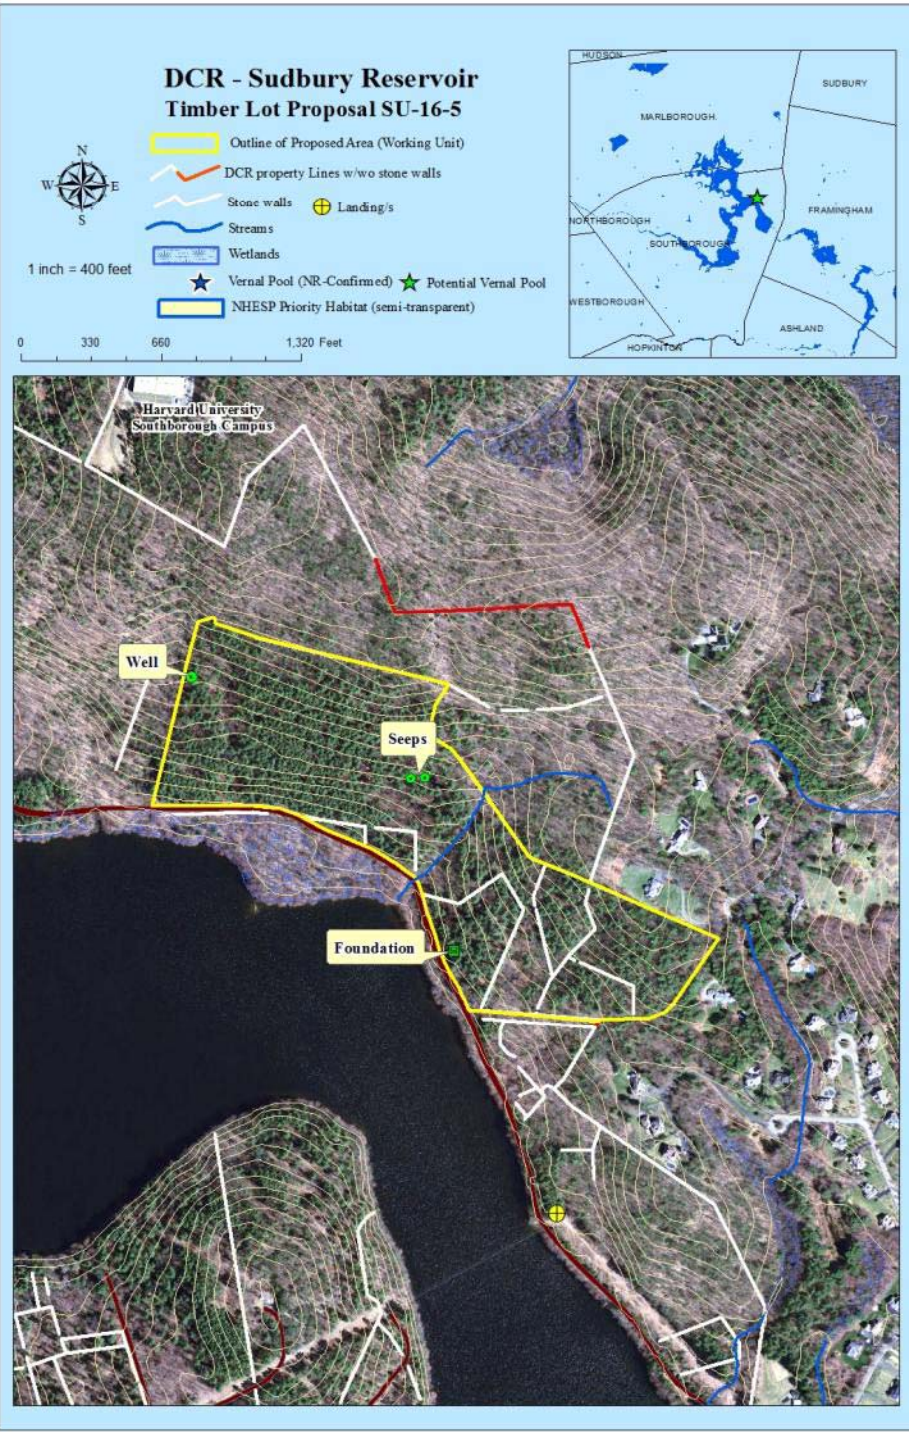 DCR - Sudbury Reservoir
Timber Lot Proposal SU-16-5
Outline of Proposed Area (Working Unit)
DCR property Lines w/wo stone walls
Stone walls
Landing/s
Streams
Wetlands
Vernal Pool (NR-Confirmed)
Potential Vernal Pool
NHESP Priority Habitat (semi-transparent)
N
W
E
S
1 inch = 400 feet
0 330 660 1,320 Feet
HUDSON
SUDBURY
MARLBOROUGH
NORTHBOROUGH
FRAMINGHAM
SOUTHBOROUGH
WESTBOROUGH
ASHLAND
HOPKINTON
Harvard University
Southborough Campus
Well
Seeps
Foundation